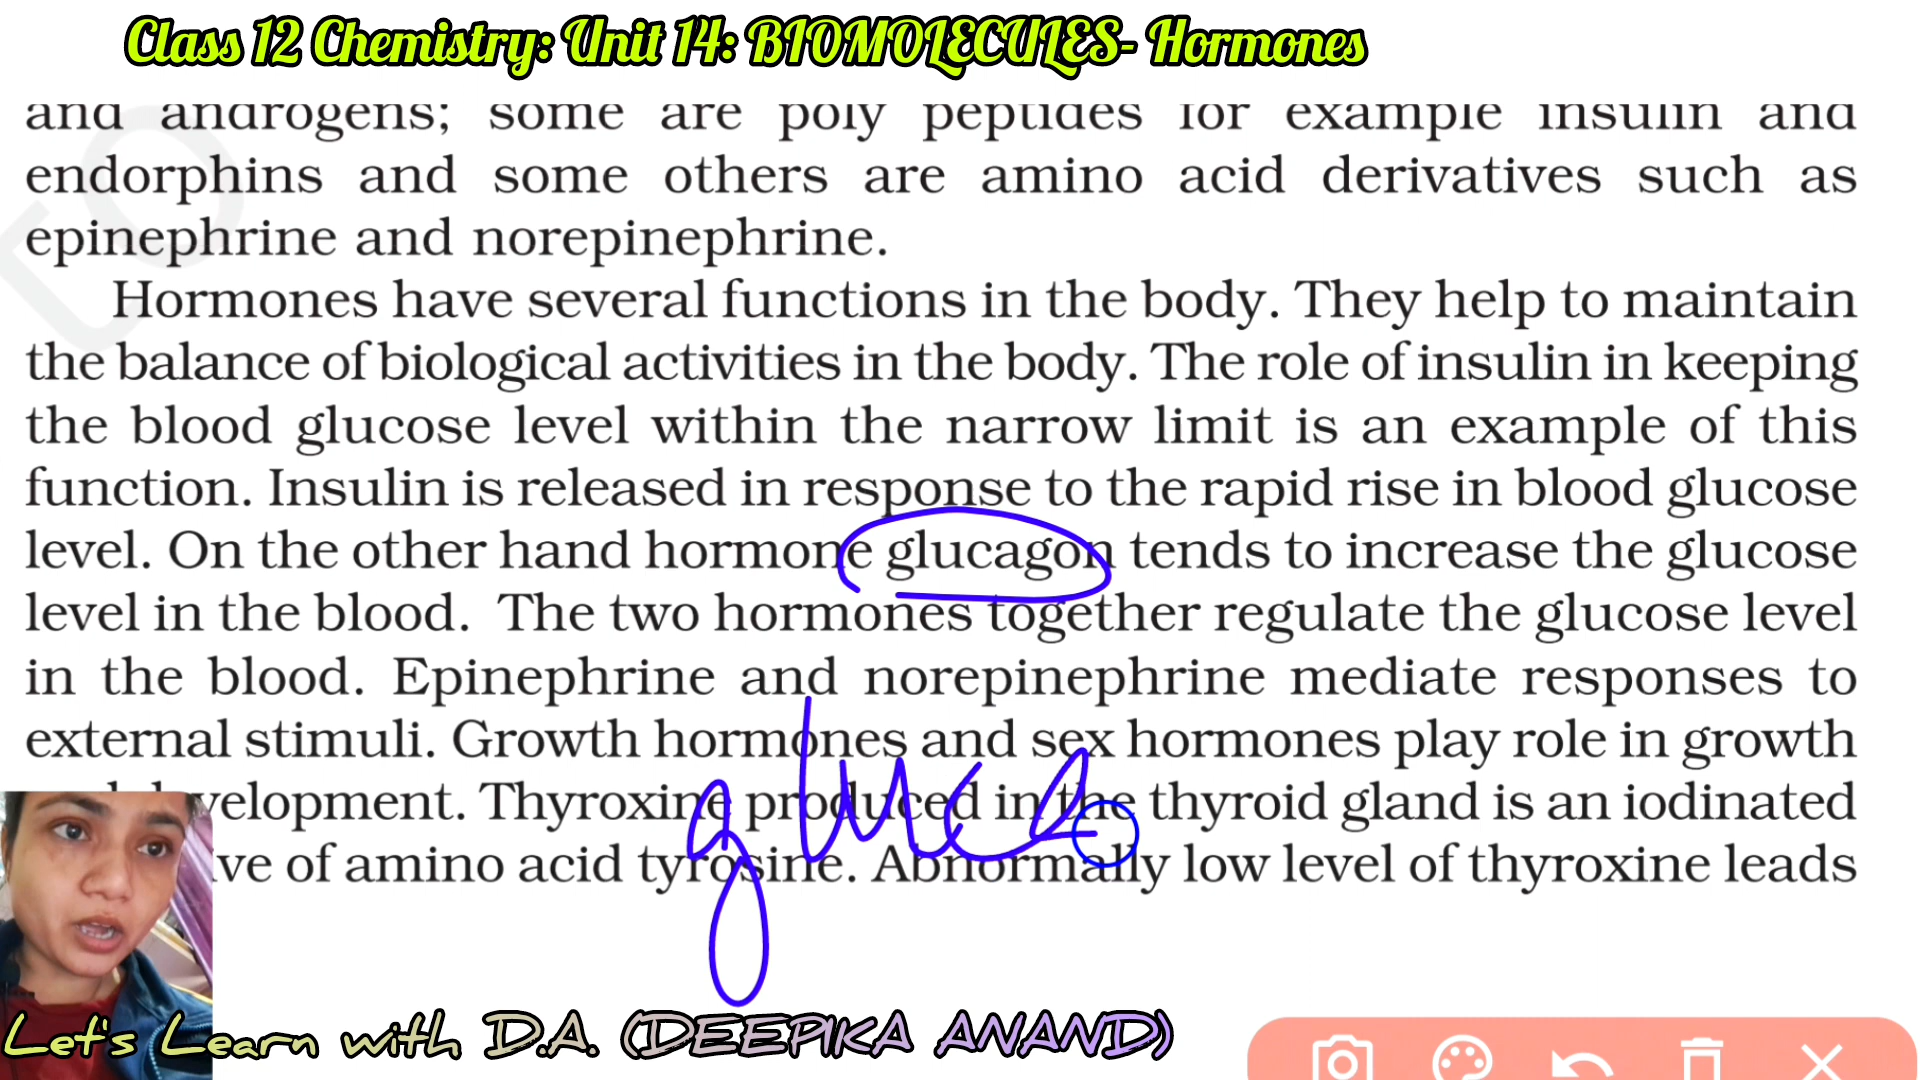 Class 12 Chemistry: Unit 14: BIOMOLECULES- Hormones
and androgens; some are poly peptides for example insulin and
endorphins and some others are amino acid derivatives such as
epinephrine and norepinephrine.
Hormones have several functions in the body. They help to maintain
the balance of biological activities in the body. The role of insulin in keeping
the blood glucose level within the narrow limit is an example of this
function. Insulin is released in response to the rapid rise in blood glucose
level. On the other hand hormone glucagon tends to increase the glucose
level in the blood. The two hormones together regulate the glucose level
in the blood. Epinephrine and norepinephrine mediate responses to
external stimuli. Growth hormones and sex hormones play role in growth
velopment. Thyroxine produced in the thyroid gland is an iodinated
ve of amino acid tyrosine. Abnormally low level of thyroxine leads
Let's Learn with D.A. (DEEPIKA ANAND)